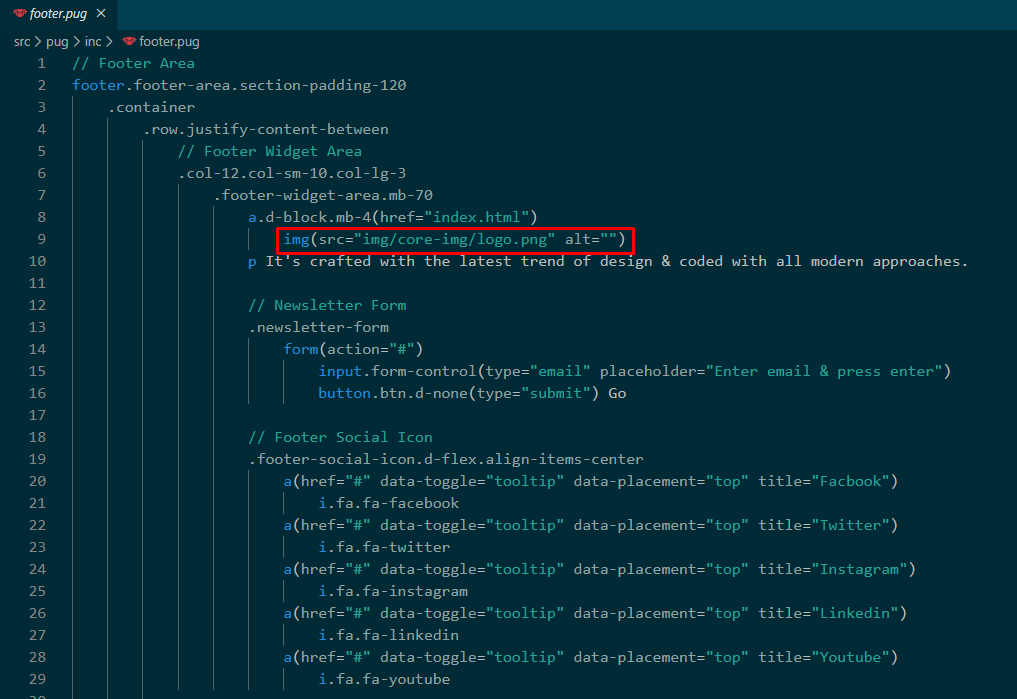 footer.pug ×
src > pug > inc > footer.pug
1 // Footer Area
2 footer.footer-area.section-padding-120
3 .container
4 .row.justify-content-between
5 // Footer Widget Area
6 .col-12.col-sm-10.col-lg-3
7 .footer-widget-area.mb-70
8 a.d-block.mb-4(href="index.html")
9 img(src="img/core-img/logo.png" alt="")
10 p It's crafted with the latest trend of design & coded with all modern approaches.
11
12 // Newsletter Form
13 .newsletter-form
14 form(action="#")
15 input.form-control(type="email" placeholder="Enter email & press enter")
16 button.btn.d-none(type="submit") Go
17
18 // Footer Social Icon
19 .footer-social-icon.d-flex.align-items-center
20 a(href="#" data-toggle="tooltip" data-placement="top" title="Facbook")
21 i.fa.fa-facebook
22 a(href="#" data-toggle="tooltip" data-placement="top" title="Twitter")
23 i.fa.fa-twitter
24 a(href="#" data-toggle="tooltip" data-placement="top" title="Instagram")
25 i.fa.fa-instagram
26 a(href="#" data-toggle="tooltip" data-placement="top" title="Linkedin")
27 i.fa.fa-linkedin
28 a(href="#" data-toggle="tooltip" data-placement="top" title="Youtube")
29 i.fa.fa-youtube